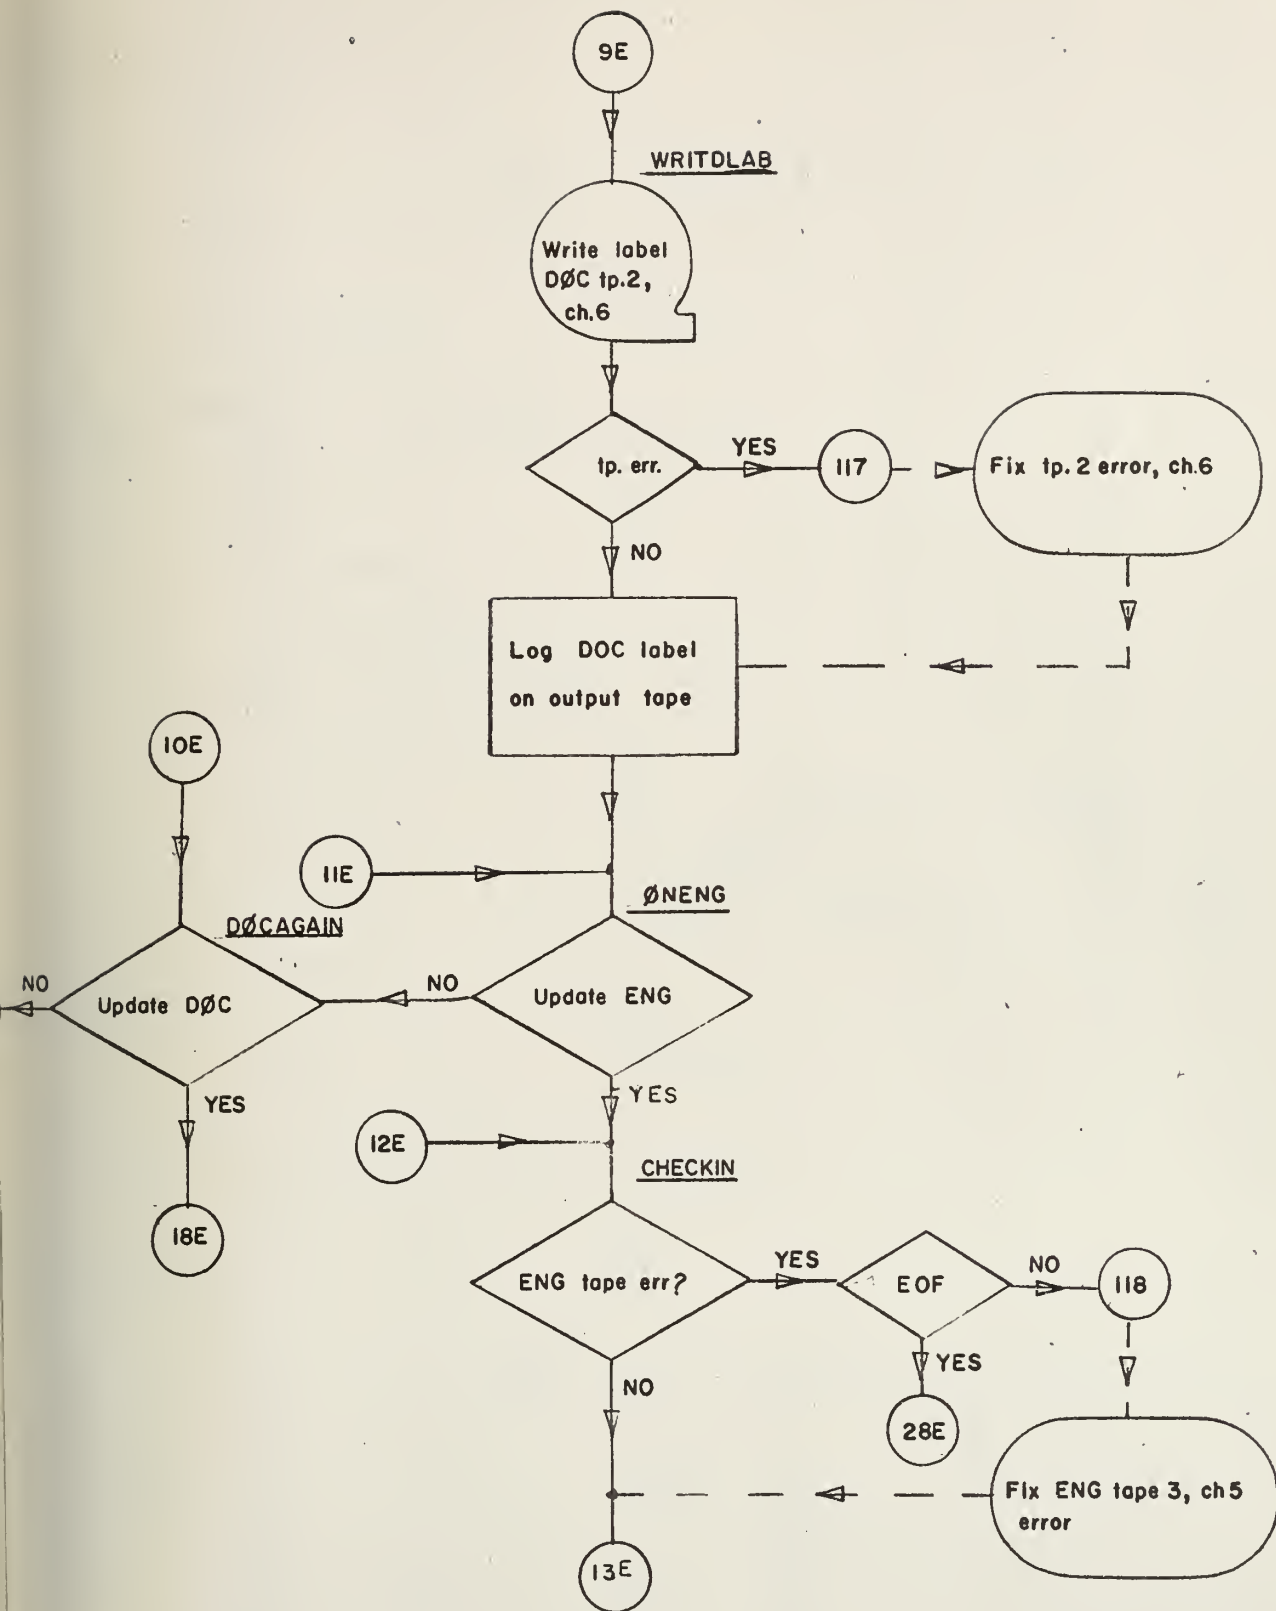 9E
WRITDLAB
Write label
DØC tp.2,
ch.6
tp. err.
YES
117
Fix tp. 2 error, ch.6
NO
Log DOC label
on output tape
10E
11E
ØNENG
DØCAGAIN
NO
Update DØC
NO
Update ENG
YES
YES
12E
CHECKIN
18E
ENG tape err?
YES
EOF
NO
118
NO
YES
28E
Fix ENG tape 3, ch 5
error
13E